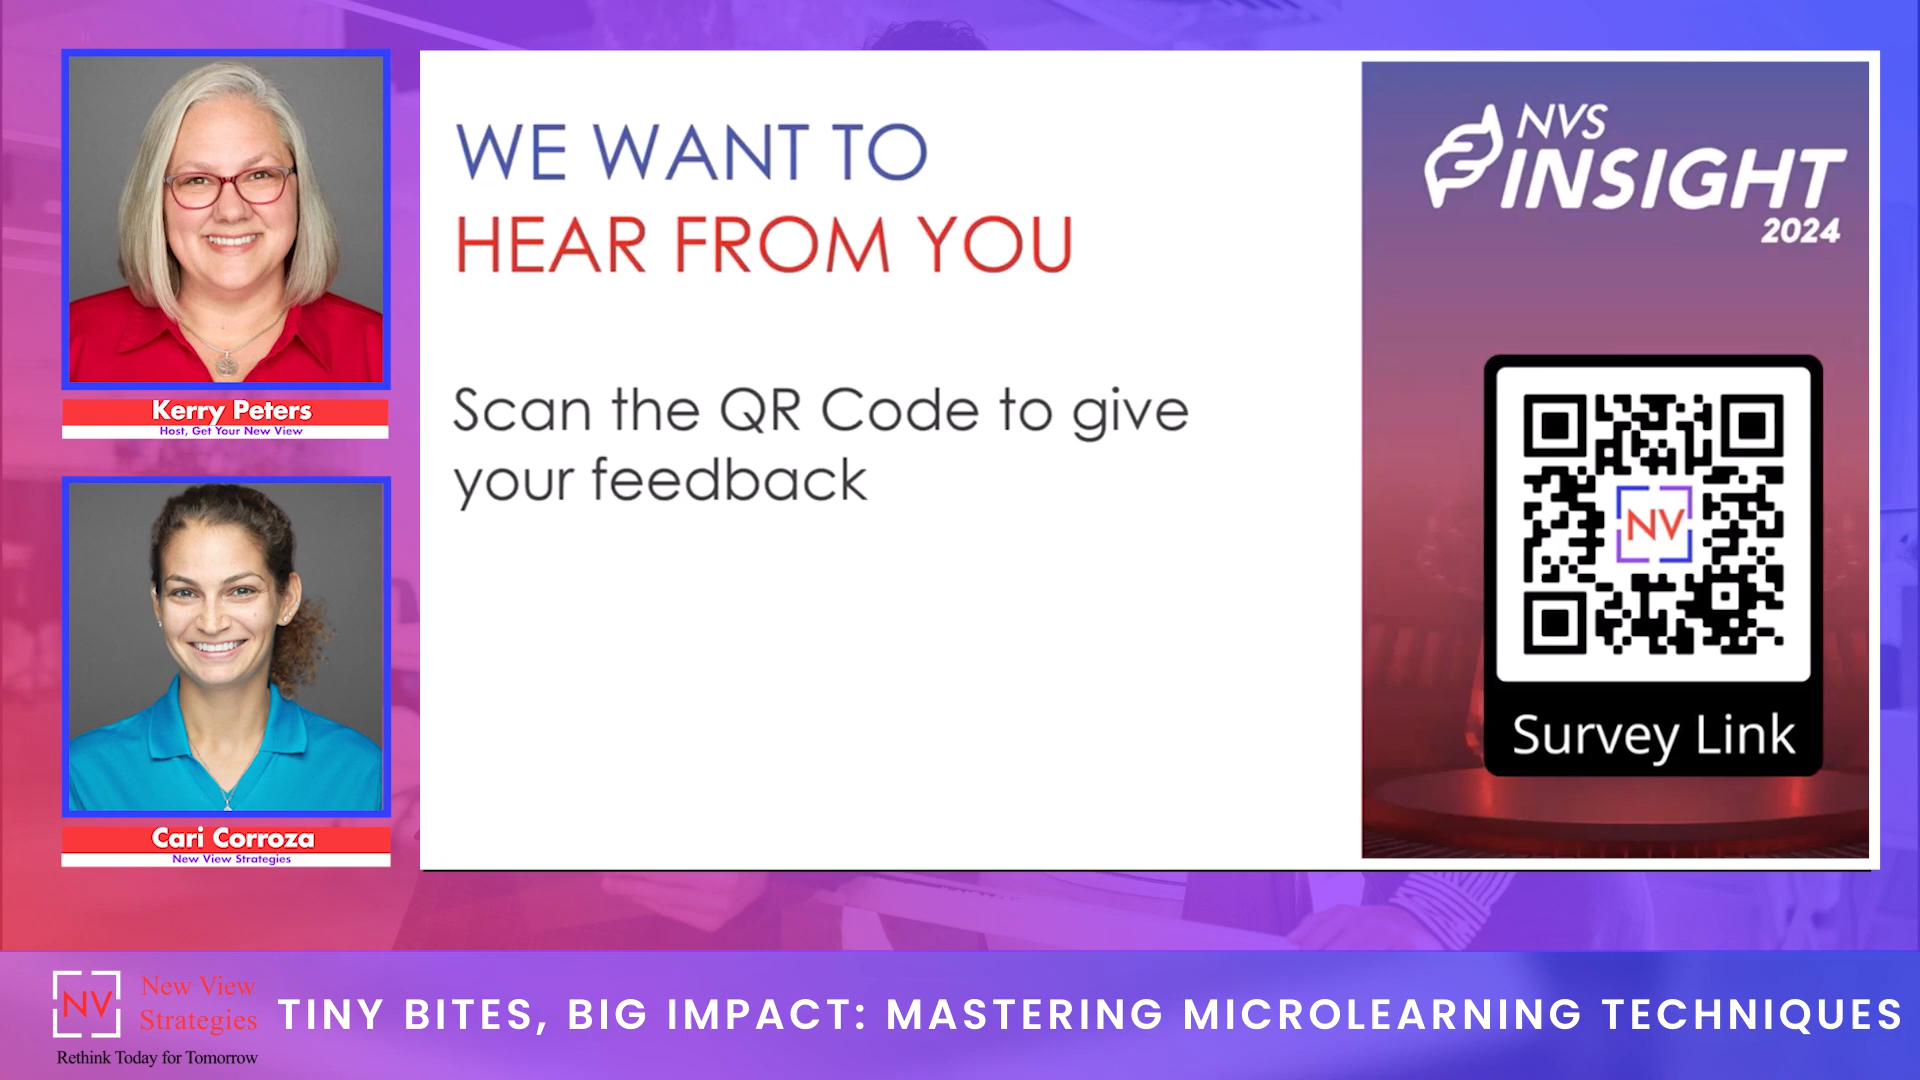 Kerry Peters
Host, Get Your New View
Cari Corroza
New View Strategies
WE WANT TO
HEAR FROM YOU
Scan the QR Code to give
your feedback
NVS
INSIGHT
2024
NV
Survey Link
NV
New View
Strategies
Rethink Today for Tomorrow
TINY BITES, BIG IMPACT: MASTERING MICROLEARNING TECHNIQUES